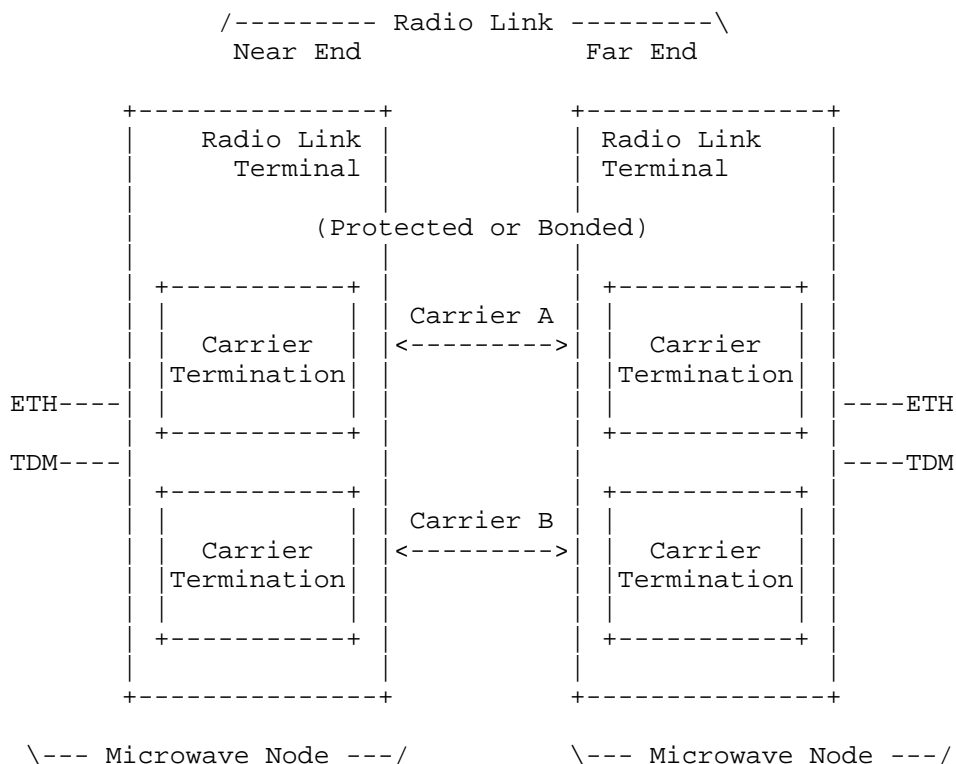 /--------- Radio Link ---------\
Near End Far End
Radio Link Radio Link
Terminal Terminal
(Protected or Bonded)
Carrier A
Carrier <---------> Carrier
Termination Termination
ETH---- ----ETH
TDM---- ----TDM
Carrier B
Carrier <---------> Carrier
Termination Termination
\--- Microwave Node ---/ \--- Microwave Node ---/